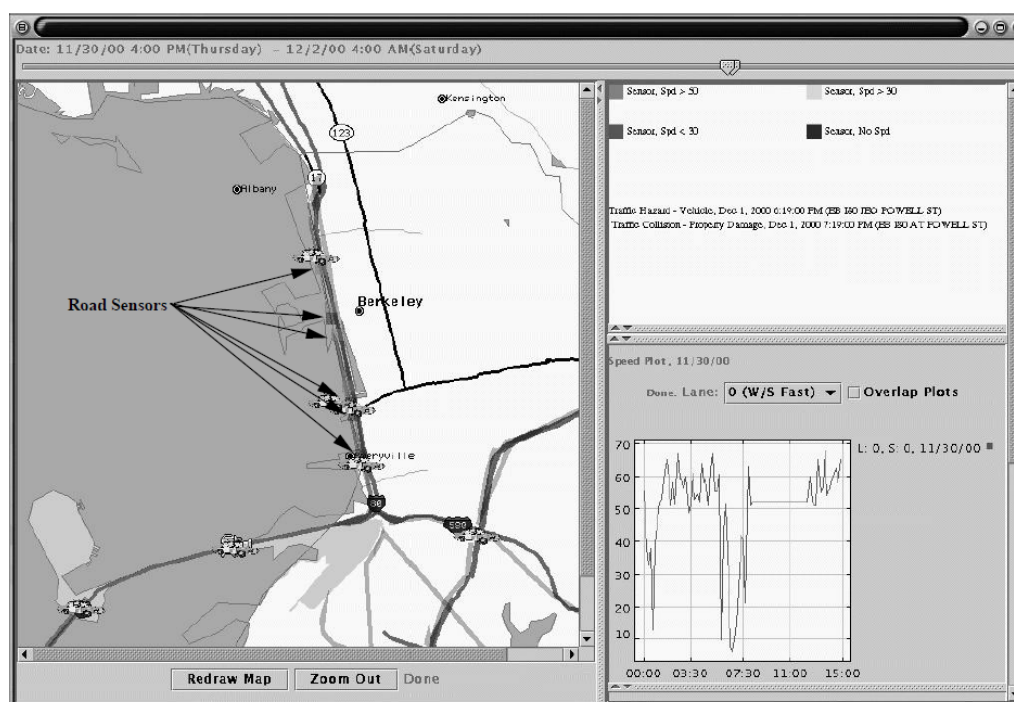 Date: 11/30/00 4:00 PM(Thursday) – 12/2/00 4:00 AM(Saturday)
Kensington
123
17
Albany
Road Sensors
Berkeley
80
580
Redraw Map
Zoom Out
Done
Sensor, Spd > 50
Sensor, Spd > 30
Sensor, Spd < 30
Sensor, No Spd
Traffic Hazard - Vehicle, Dec 1, 2000 6:19:00 PM (EB I80 JEO POWELL ST)
Traffic Collision - Property Damage, Dec 1, 2000 7:19:00 PM (EB I80 AT POWELL ST)
Speed Plot, 11/30/00
Done. Lane: 0 (W/S Fast) Overlap Plots
L: 0, S: 0, 11/30/00
70
60
50
40
30
20
10
00:00 03:30 07:30 11:00 15:00